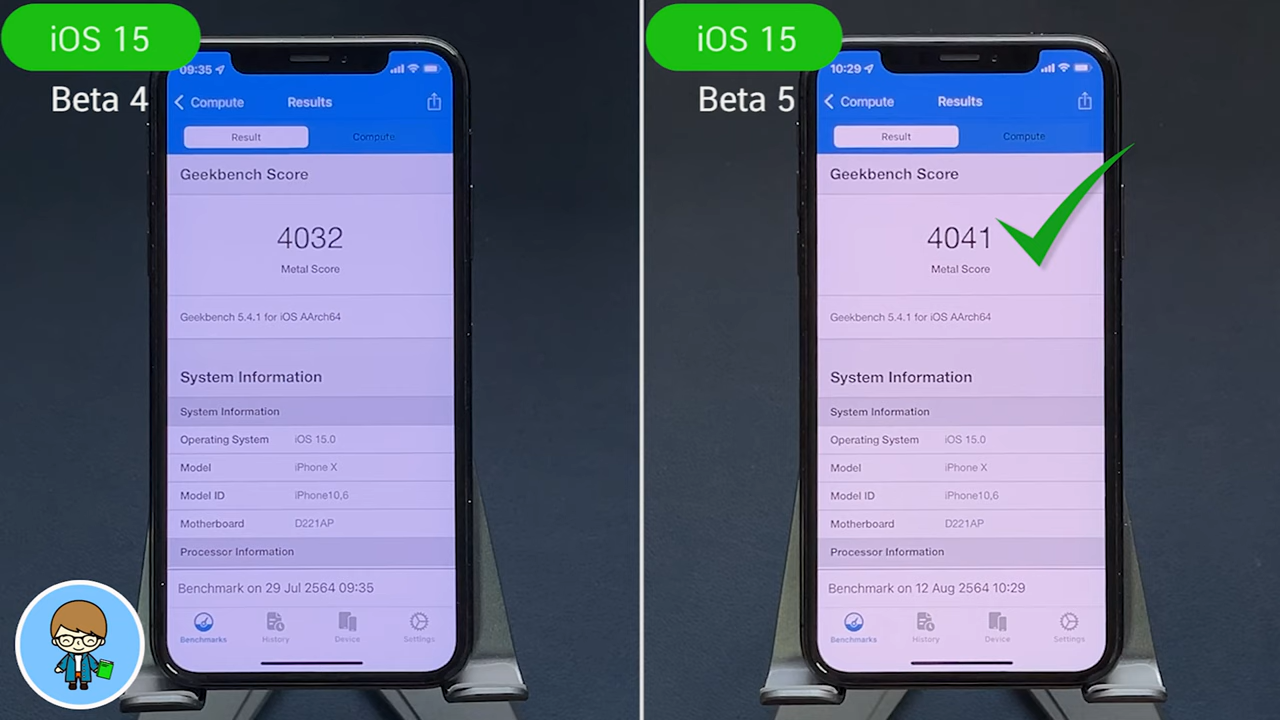 iOS 15
Beta 4
09:35
Compute
Results
Result
Compute
Geekbench Score
4032
Metal Score
Geekbench 5.4.1 for iOS AArch64
System Information
System Information
Operating System iOS 15.0
Model iPhone X
Model ID iPhone10,6
Motherboard D221AP
Processor Information
Benchmark on 29 Jul 2564 09:35
Benchmarks
History
Device
Settings
iOS 15
Beta 5
10:29
Compute
Results
Result
Compute
Geekbench Score
4041
Metal Score
Geekbench 5.4.1 for iOS AArch64
System Information
System Information
Operating System iOS 15.0
Model iPhone X
Model ID iPhone10,6
Motherboard D221AP
Processor Information
Benchmark on 12 Aug 2564 10:29
Benchmarks
History
Device
Settings